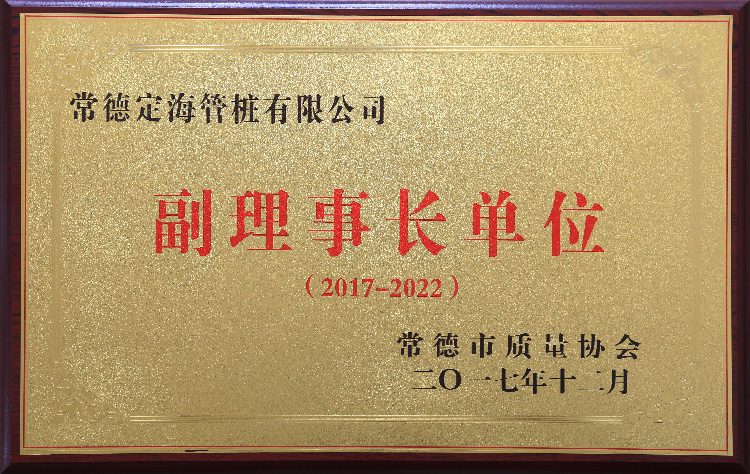 常德定海管桩有限公司
副理事长单位
（2017-2022）
常德市质量协会
二〇一七年十二月